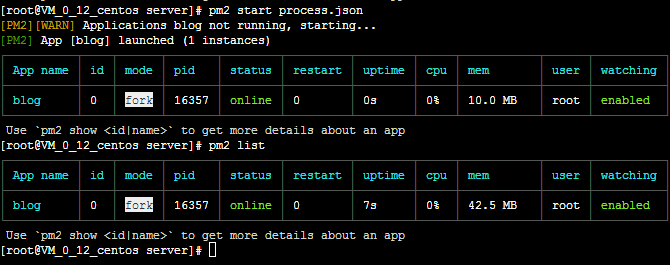 [root@VM_0_12_centos server]# pm2 start process.json
[PM2][WARN] Applications blog not running, starting...
[PM2] App [blog] launched (1 instances)
App name id mode pid status restart uptime cpu mem user watching
blog 0 fork 16357 online 0 0s 0% 10.0 MB root enabled
Use `pm2 show <id|name>` to get more details about an app
[root@VM_0_12_centos server]# pm2 list
App name id mode pid status restart uptime cpu mem user watching
blog 0 fork 16357 online 0 7s 0% 42.5 MB root enabled
Use `pm2 show <id|name>` to get more details about an app
[root@VM_0_12_centos server]#